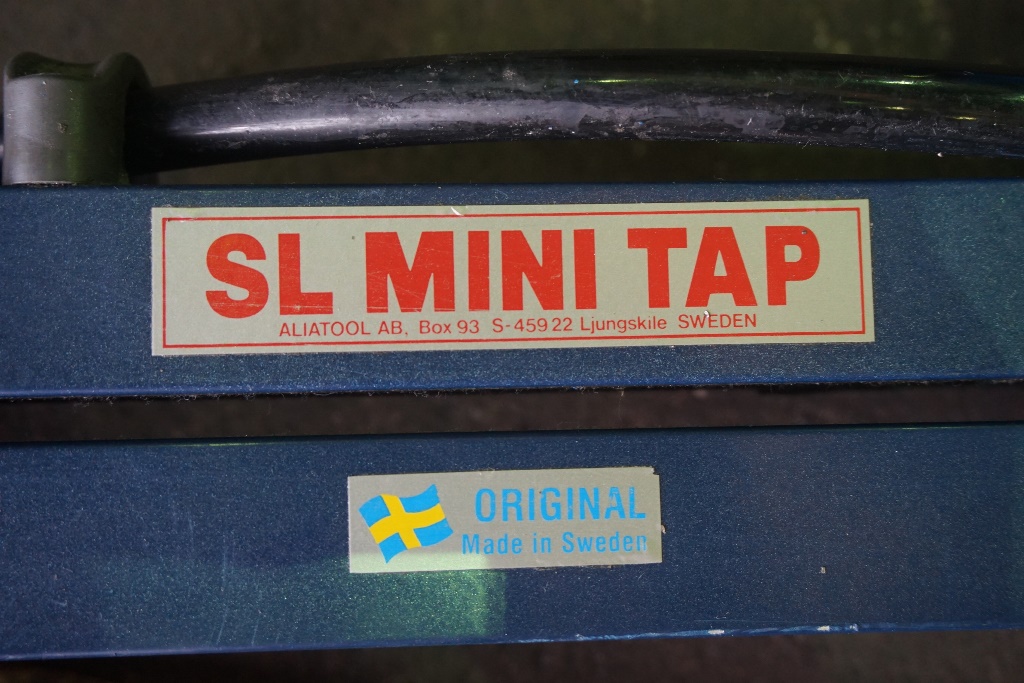 SL MINI TAP
ALIATOOL AB, Box 93 S-459 22 Ljungskile SWEDEN
ORIGINAL
Made in Sweden